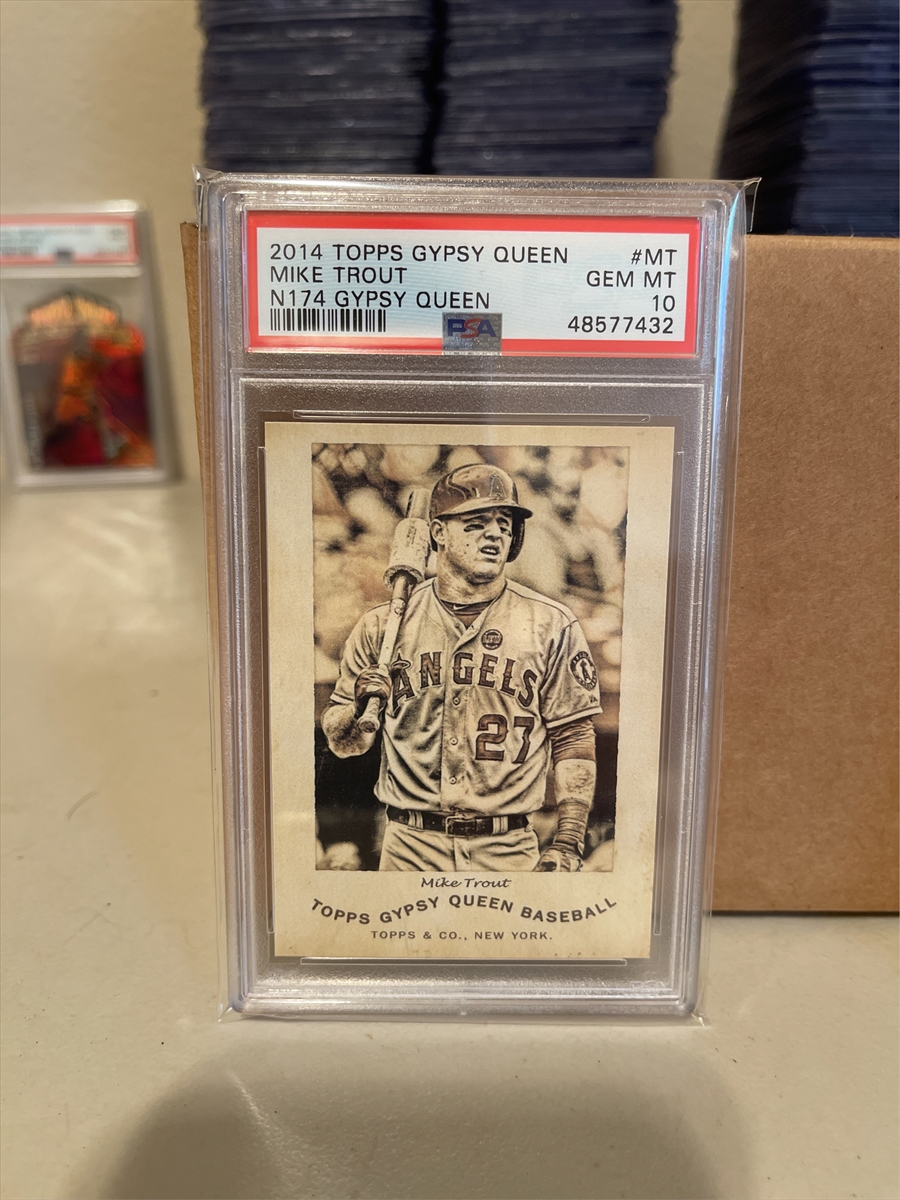 2014 TOPPS GYPSY QUEEN #MT
MIKE TROUT GEM MT
N174 GYPSY QUEEN 10
PSA 48577432
A
ANGELS
27
Mike Trout
TOPPS GYPSY QUEEN BASEBALL
TOPPS & CO., NEW YORK.